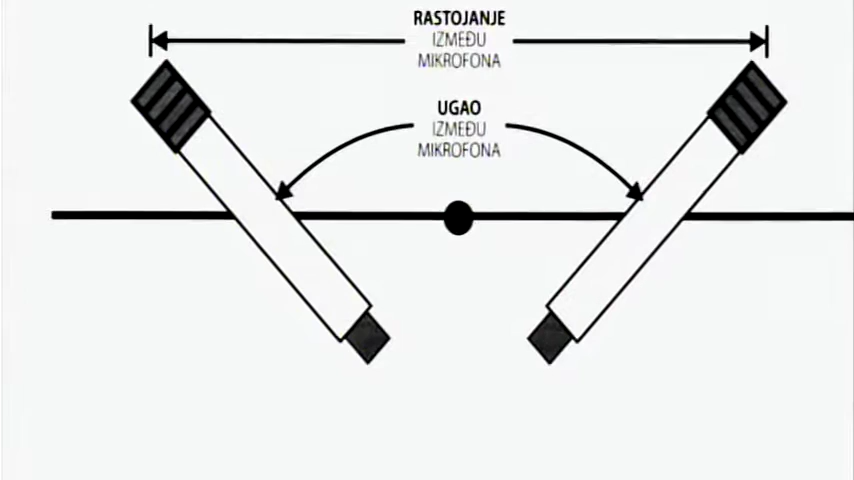 RASTOJANJE
IZMEĐU
MIKROFONA
UGAO
IZMEĐU
MIKROFONA